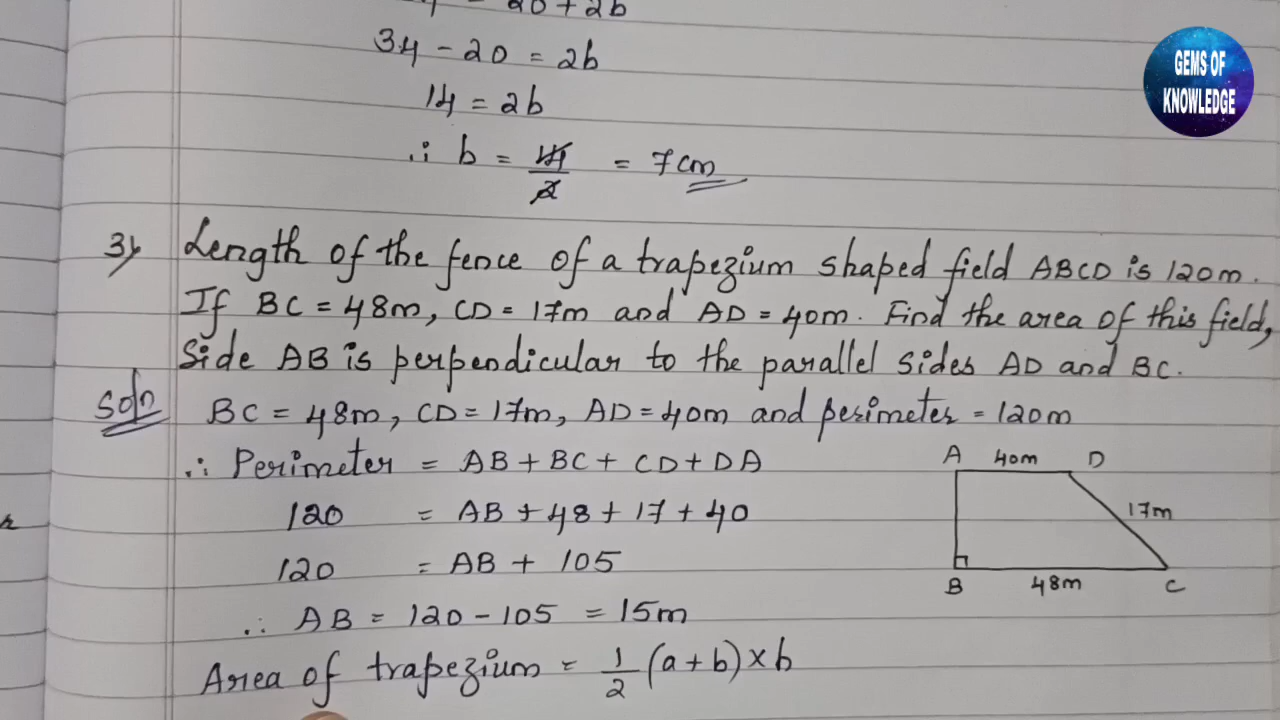 20 + 2b
34 - 20 = 2b
14 = 2b
∴ b = 14/2 = 7cm
GEMS OF
KNOWLEDGE
3) Length of the fence of a trapezium shaped field ABCD is 120m.
If BC = 48m, CD = 17m and AD = 40m. Find the area of this field,
Side AB is perpendicular to the parallel sides AD and BC.
Soln BC = 48m, CD = 17m, AD = 40m and perimeter = 120m
∴ Perimeter = AB + BC + CD + DA
120 = AB + 48 + 17 + 40
120 = AB + 105
∴ AB = 120 - 105 = 15m
Area of trapezium = 1/2 (a + b) × b
A 40m D
17m
B 48m C